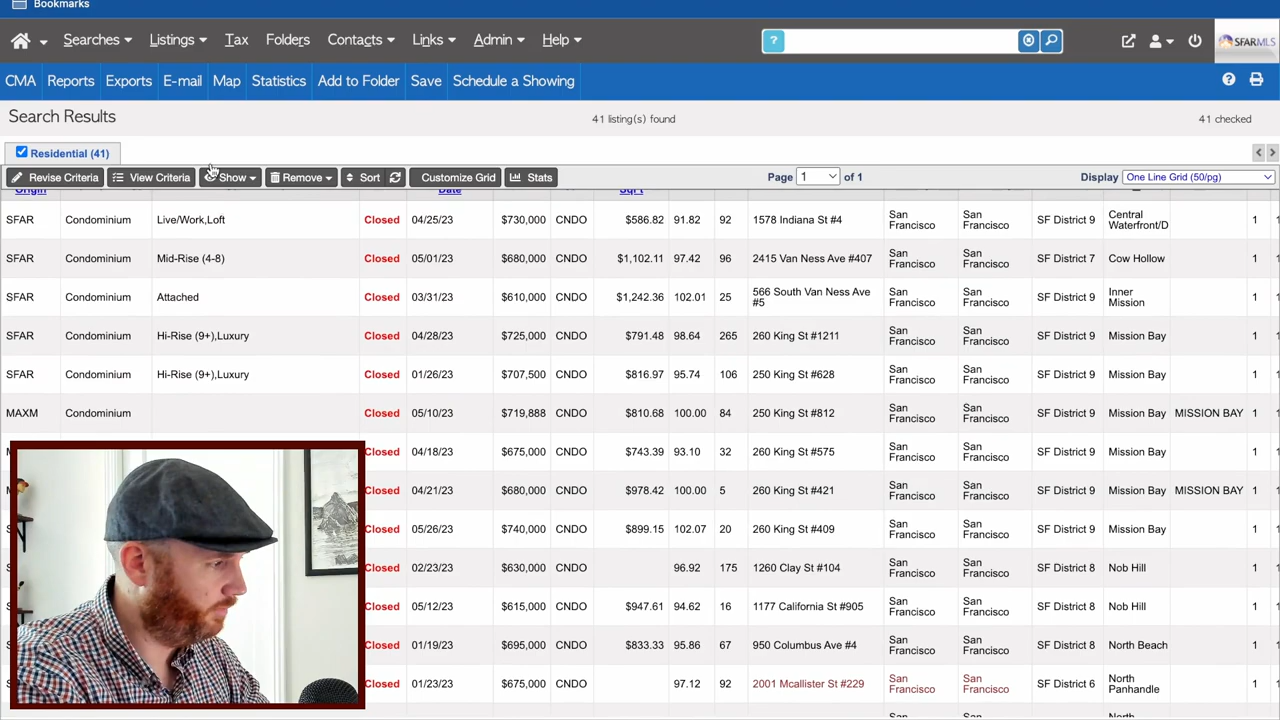 Bookmarks
Searches Listings Tax Folders Contacts Links Admin Help ? SFARMLS
CMA Reports Exports E-mail Map Statistics Add to Folder Save Schedule a Showing ?
Search Results 41 listing(s) found 41 checked
Residential (41)
Revise Criteria View Criteria Show Remove Sort Customize Grid Stats Page 1 of 1 Display One Line Grid (50/pg)
Origin Date SqFt
SFAR Condominium Live/Work,Loft Closed 04/25/23 $730,000 CNDO $586.82 91.82 92 1578 Indiana St #4 San Francisco San Francisco SF District 9 Central Waterfront/D 1
SFAR Condominium Mid-Rise (4-8) Closed 05/01/23 $680,000 CNDO $1,102.11 97.42 96 2415 Van Ness Ave #407 San Francisco San Francisco SF District 7 Cow Hollow 1
SFAR Condominium Attached Closed 03/31/23 $610,000 CNDO $1,242.36 102.01 25 566 South Van Ness Ave #5 San Francisco San Francisco SF District 9 Inner Mission 1
SFAR Condominium Hi-Rise (9+),Luxury Closed 04/28/23 $725,000 CNDO $791.48 98.64 265 260 King St #1211 San Francisco San Francisco SF District 9 Mission Bay 1
SFAR Condominium Hi-Rise (9+),Luxury Closed 01/26/23 $707,500 CNDO $816.97 95.74 106 250 King St #628 San Francisco San Francisco SF District 9 Mission Bay 1
MAXM Condominium Closed 05/10/23 $719,888 CNDO $810.68 100.00 84 250 King St #812 San Francisco San Francisco SF District 9 Mission Bay MISSION BAY 1
Closed 04/18/23 $675,000 CNDO $743.39 93.10 32 260 King St #575 San Francisco San Francisco SF District 9 Mission Bay 1
Closed 04/21/23 $680,000 CNDO $978.42 100.00 5 260 King St #421 San Francisco San Francisco SF District 9 Mission Bay MISSION BAY 1
Closed 05/26/23 $740,000 CNDO $899.15 102.07 20 260 King St #409 San Francisco San Francisco SF District 9 Mission Bay 1
Closed 02/23/23 $630,000 CNDO 96.92 175 1260 Clay St #104 San Francisco San Francisco SF District 8 Nob Hill 1
Closed 05/12/23 $615,000 CNDO $947.61 94.62 16 1177 California St #905 San Francisco San Francisco SF District 8 Nob Hill 1
Closed 01/19/23 $695,000 CNDO $833.33 95.86 67 950 Columbus Ave #4 San Francisco San Francisco SF District 8 North Beach 1
Closed 01/23/23 $675,000 CNDO 97.12 92 2001 Mcallister St #229 San Francisco San Francisco SF District 6 North Panhandle 1
San San North